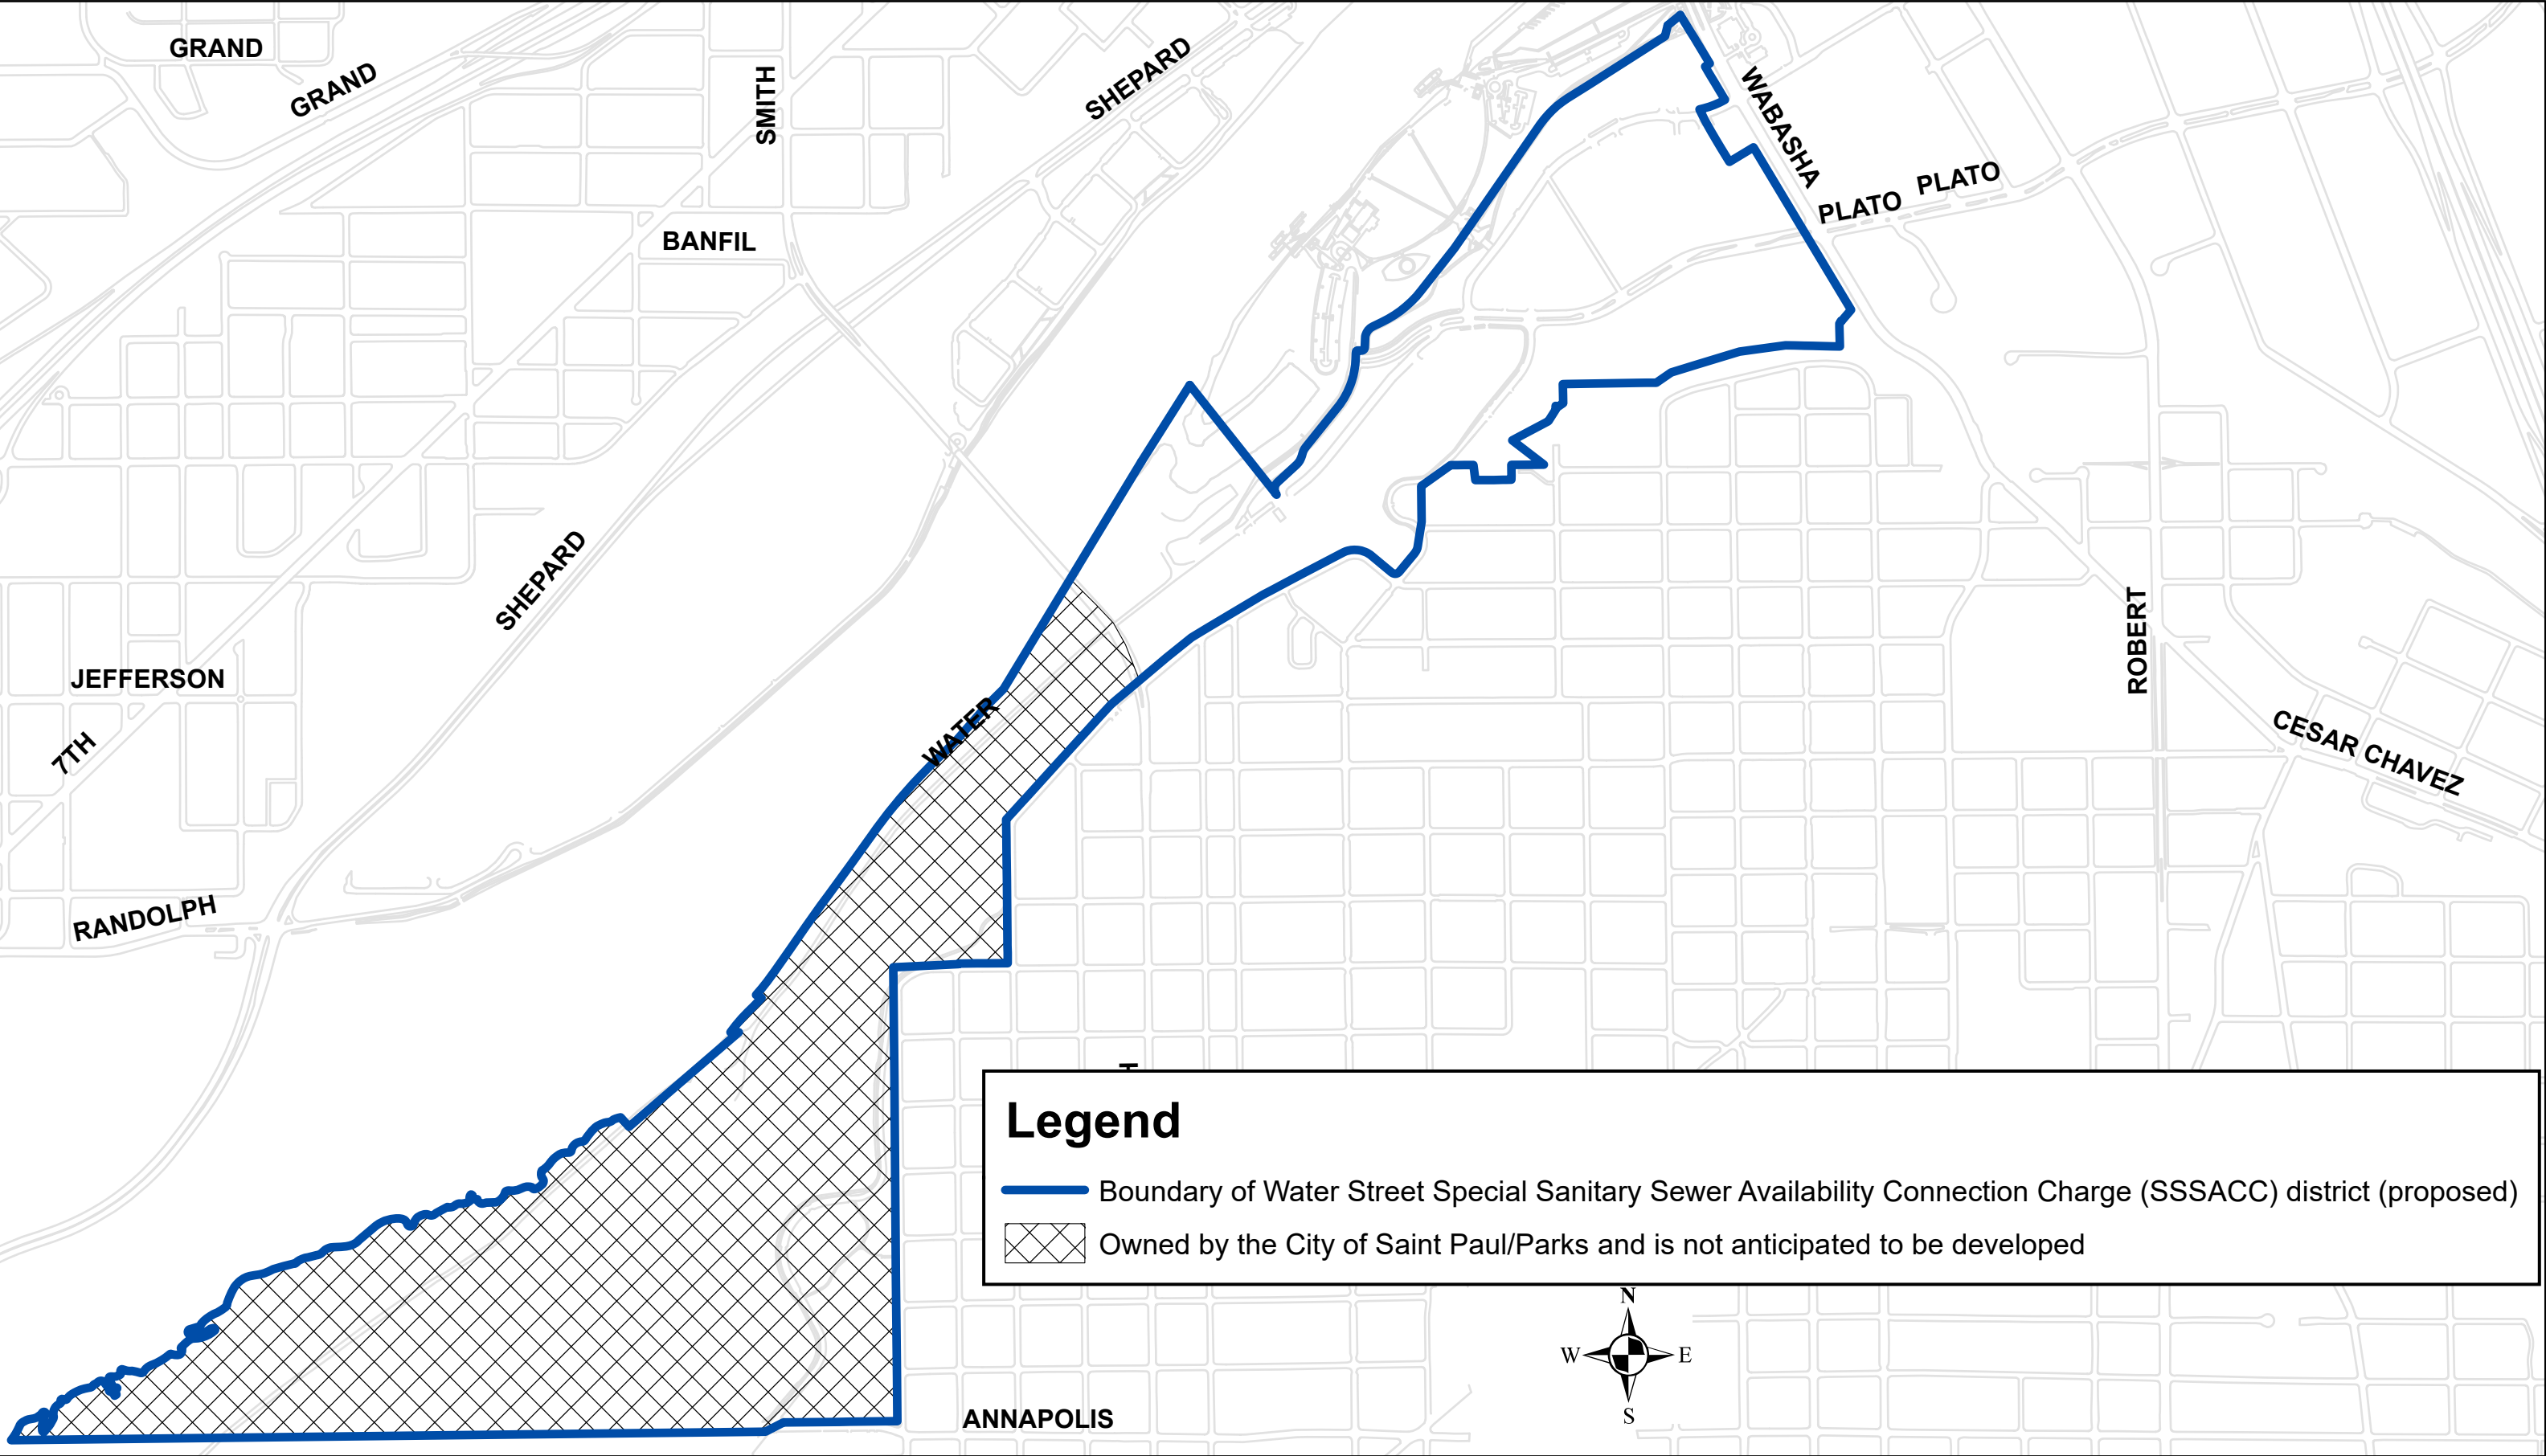 GRAND
GRAND
SMITH
SHEPARD
WABASHA
PLATO
PLATO
BANFIL
SHEPARD
ROBERT
JEFFERSON
7TH
WATER
CESAR CHAVEZ
RANDOLPH
Legend
Boundary of Water Street Special Sanitary Sewer Availability Connection Charge (SSSACC) district (proposed)
Owned by the City of Saint Paul/Parks and is not anticipated to be developed
N
W E
S
ANNAPOLIS